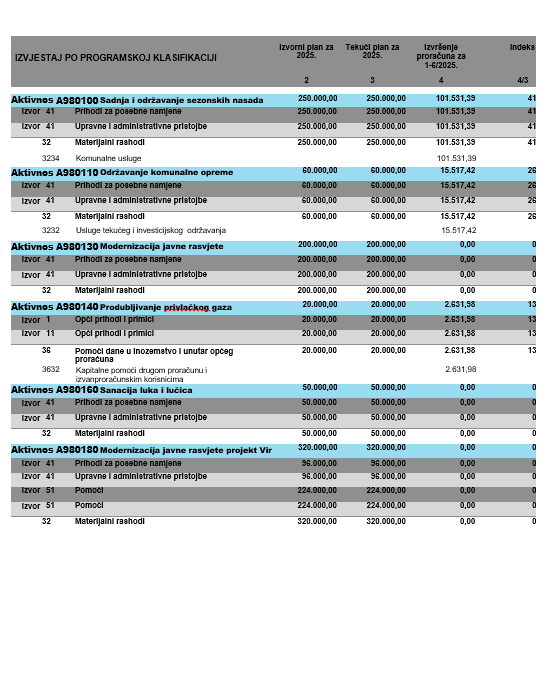 IZVJESTAJ PO PROGRAMSKOJ KLASIFIKACIJI Izvorni plan za 2025. Tekući plan za 2025. Izvršenje proračuna za 1-6/2025. Indeks
2 3 4 4/3
Aktivnos A980100 Sadnja i održavanje sezonskih nasada 250.000,00 250.000,00 101.531,39 41
Izvor 41 Prihodi za posebne namjene 250.000,00 250.000,00 101.531,39 41
Izvor 41 Upravne i administrativne pristojbe 250.000,00 250.000,00 101.531,39 41
32 Materijalni rashodi 250.000,00 250.000,00 101.531,39 41
3234 Komunalne usluge 101.531,39
Aktivnos A980110 Održavanje komunalne opreme 60.000,00 60.000,00 15.517,42 26
Izvor 41 Prihodi za posebne namjene 60.000,00 60.000,00 15.517,42 26
Izvor 41 Upravne i administrativne pristojbe 60.000,00 60.000,00 15.517,42 26
32 Materijalni rashodi 60.000,00 60.000,00 15.517,42 26
3232 Usluge tekućeg i investicijskog održavanja 15.517,42
Aktivnos A980130 Modernizacija javne rasvjete 200.000,00 200.000,00 0,00 0
Izvor 41 Prihodi za posebne namjene 200.000,00 200.000,00 0,00 0
Izvor 41 Upravne i administrativne pristojbe 200.000,00 200.000,00 0,00 0
32 Materijalni rashodi 200.000,00 200.000,00 0,00 0
Aktivnos A980140 Produbljivanje privlačkog gaza 20.000,00 20.000,00 2.631,98 13
Izvor 1 Opći prihodi i primici 20.000,00 20.000,00 2.631,98 13
Izvor 11 Opći prihodi i primici 20.000,00 20.000,00 2.631,98 13
36 Pomoći dane u inozemstvo i unutar općeg 20.000,00 20.000,00 2.631,98 13
proračuna
3632 Kapitalne pomoći drugom proračunu i 2.631,98
izvanproračunskim korisnicima
Aktivnos A980160 Sanacija luka i lučica 50.000,00 50.000,00 0,00 0
Izvor 41 Prihodi za posebne namjene 50.000,00 50.000,00 0,00 0
Izvor 41 Upravne i administrativne pristojbe 50.000,00 50.000,00 0,00 0
32 Materijalni rashodi 50.000,00 50.000,00 0,00 0
Aktivnos A980180 Modernizacija javne rasvjete projekt Vir 320.000,00 320.000,00 0,00 0
Izvor 41 Prihodi za posebne namjene 96.000,00 96.000,00 0,00 0
Izvor 41 Upravne i administrativne pristojbe 96.000,00 96.000,00 0,00 0
Izvor 51 Pomoći 224.000,00 224.000,00 0,00 0
Izvor 51 Pomoći 224.000,00 224.000,00 0,00 0
32 Materijalni rashodi 320.000,00 320.000,00 0,00 0